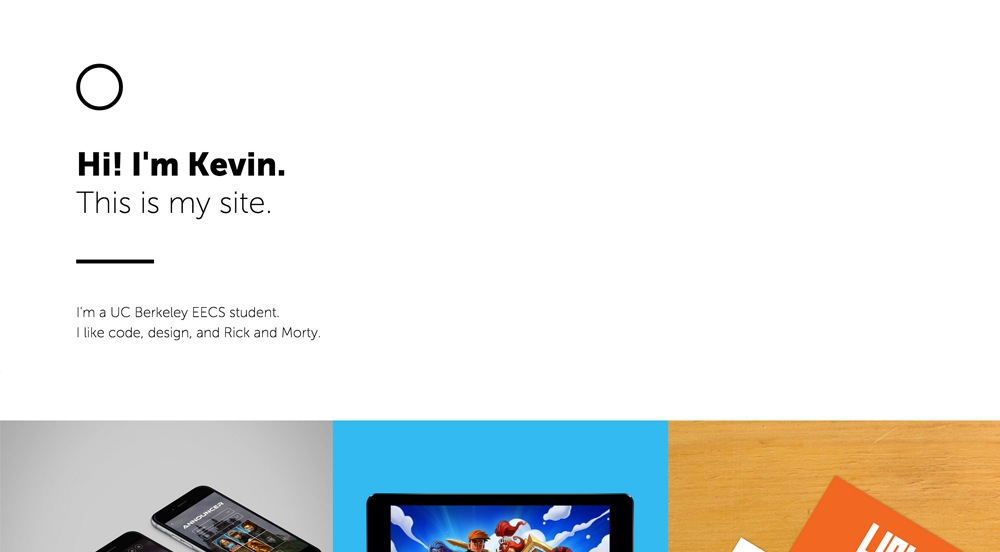 Hi! I'm Kevin.
This is my site.
I'm a UC Berkeley EECS student.
I like code, design, and Rick and Morty.
ANNOUNCER